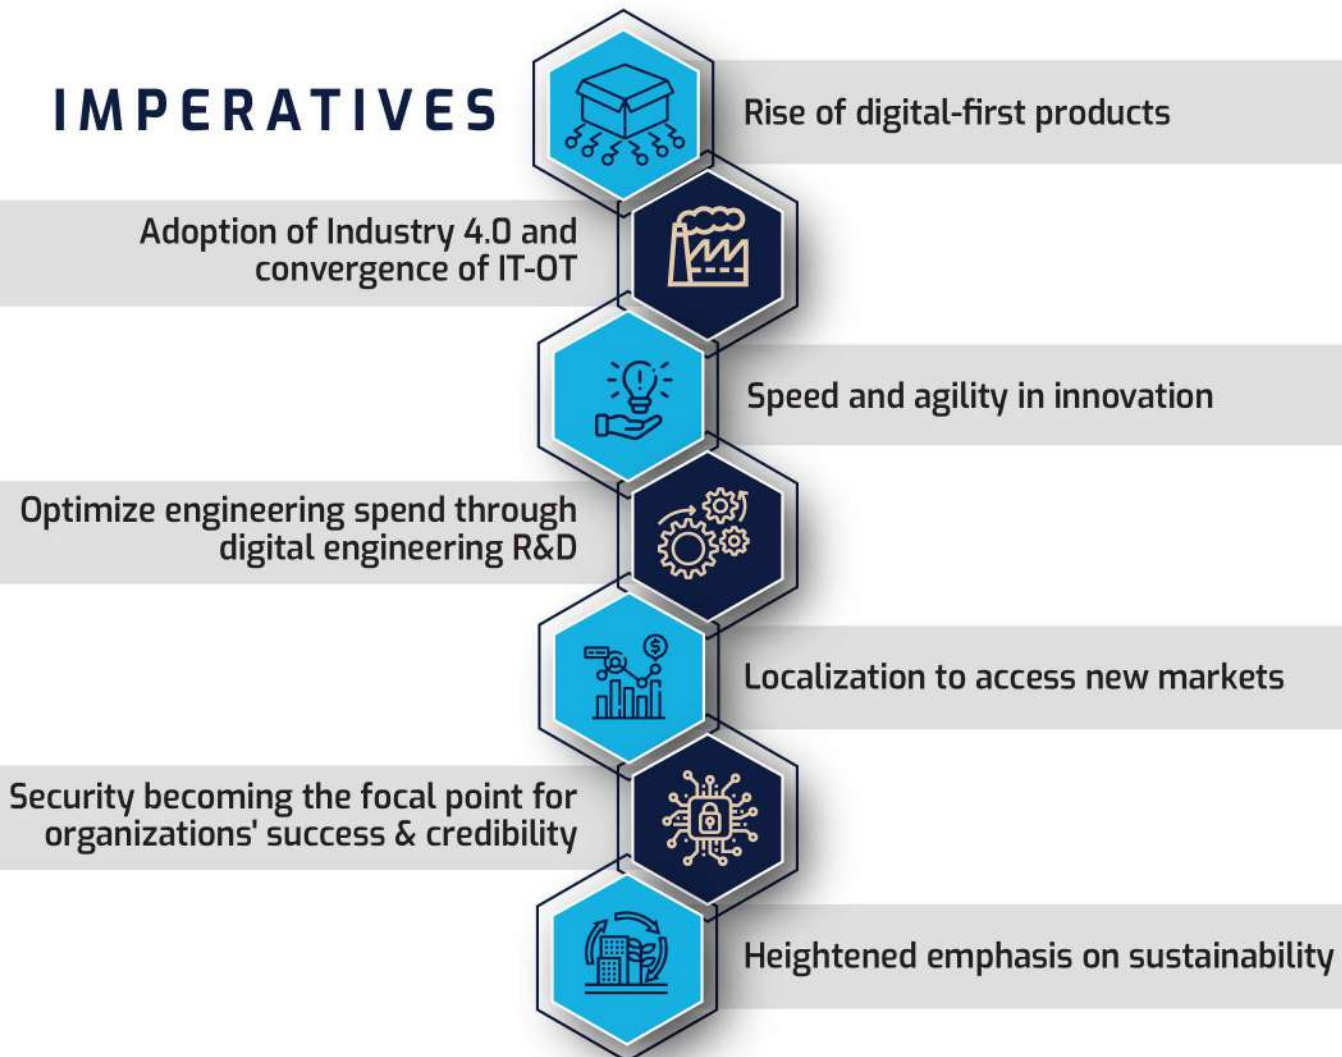 IMPERATIVES
Rise of digital-first products
Adoption of Industry 4.0 and
convergence of IT-OT
Speed and agility in innovation
Optimize engineering spend through
digital engineering R&D
Localization to access new markets
Security becoming the focal point for
organizations' success & credibility
Heightened emphasis on sustainability